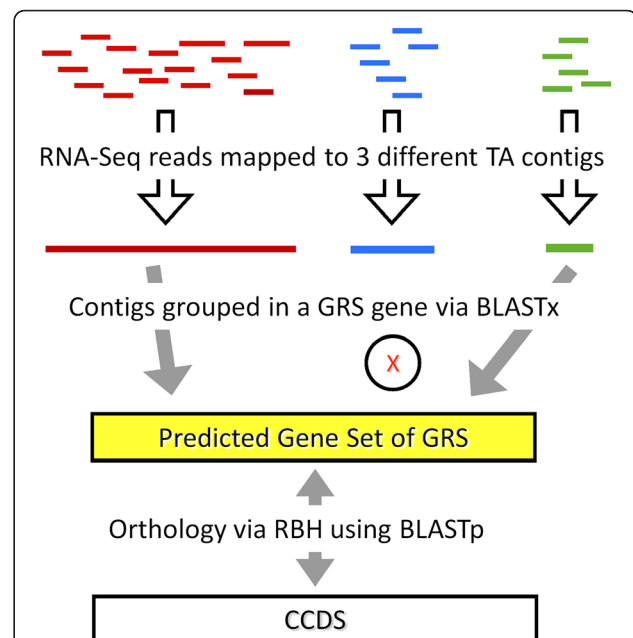 RNA-Seq reads mapped to 3 different TA contigs
Contigs grouped in a GRS gene via BLASTx
X
Predicted Gene Set of GRS
Orthology via RBH using BLASTp
CCDS